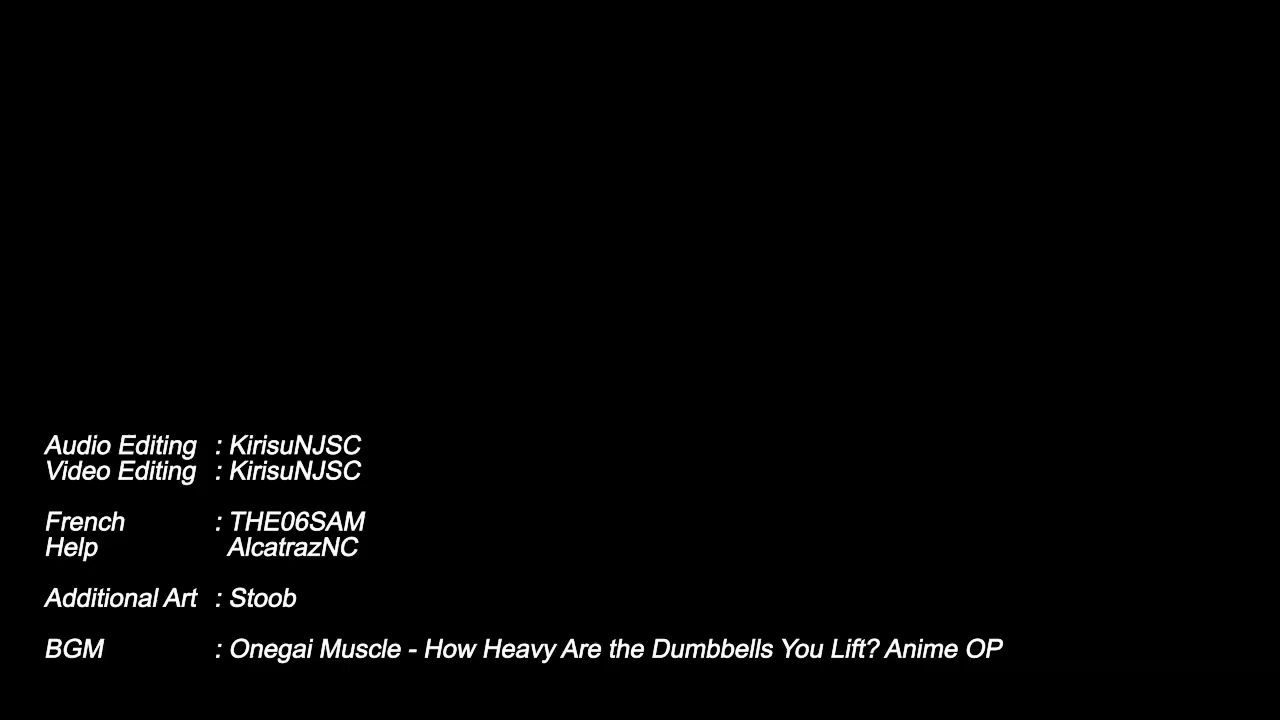 Audio Editing : KirisuNJSC
Video Editing : KirisuNJSC
French : THE06SAM
Help AlcatrazNC
Additional Art : Stoob
BGM : Onegai Muscle - How Heavy Are the Dumbbells You Lift? Anime OP